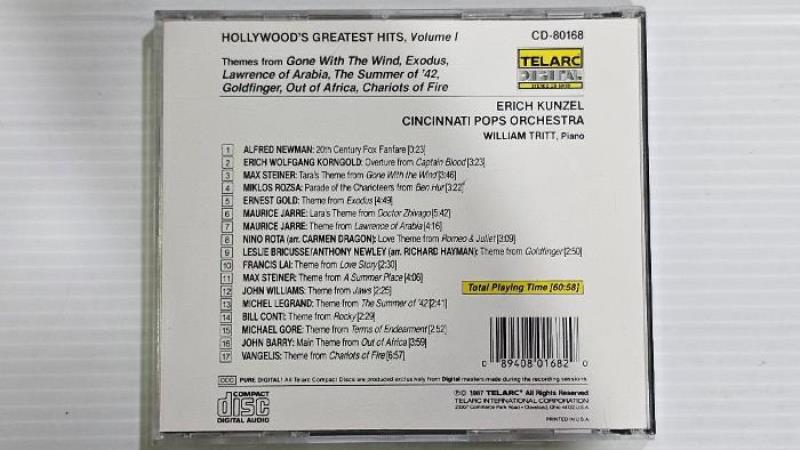 HOLLYWOOD'S GREATEST HITS, Volume I
CD-80168
Themes from Gone With The Wind, Exodus,
Lawrence of Arabia, The Summer of '42,
Goldfinger, Out of Africa, Chariots of Fire
TELARC
DIGITAL
ERICH KUNZEL
CINCINNATI POPS ORCHESTRA
WILLIAM TRITT, Piano
1 ALFRED NEWMAN: 20th Century Fox Fanfare [0:23]
2 ERICH WOLFGANG KORNGOLD: Overture from Captain Blood [3:23]
3 MAX STEINER: Tara's Theme from Gone With the Wind [3:46]
4 MIKLOS ROZSA: Parade of the Charioteers from Ben Hur [3:22]
5 ERNEST GOLD: Theme from Exodus [4:49]
6 MAURICE JARRE: Lara's Theme from Doctor Zhivago [5:42]
7 MAURICE JARRE: Theme from Lawrence of Arabia [4:16]
8 NINO ROTA (arr. CARMEN DRAGON): Love Theme from Romeo & Juliet [3:09]
9 LESLIE BRICUSSE/ANTHONY NEWLEY (arr. RICHARD HAYMAN): Theme from Goldfinger [2:50]
10 FRANCIS LAI: Theme from Love Story [2:30]
11 MAX STEINER: Theme from A Summer Place [4:06]
12 JOHN WILLIAMS: Theme from Jaws [2:25]
13 MICHEL LEGRAND: Theme from The Summer of '42 [2:41]
14 BILL CONTI: Theme from Rocky [2:29]
15 MICHAEL GORE: Theme from Terms of Endearment [2:52]
16 JOHN BARRY: Main Theme from Out of Africa [3:59]
17 VANGELIS: Theme from Chariots of Fire [6:57]
Total Playing Time [60:58]
0 89408 01682 0
DDD PURE DIGITAL! All Telarc Compact Discs are produced exclusively from Digital masters made during the recording sessions.
COMPACT
disc
DIGITAL AUDIO
℗© 1987 TELARC® All Rights Reserved
TELARC INTERNATIONAL CORPORATION
23307 Commerce Park Road • Cleveland, Ohio 44122 U.S.A.
PRINTED IN U.S.A.